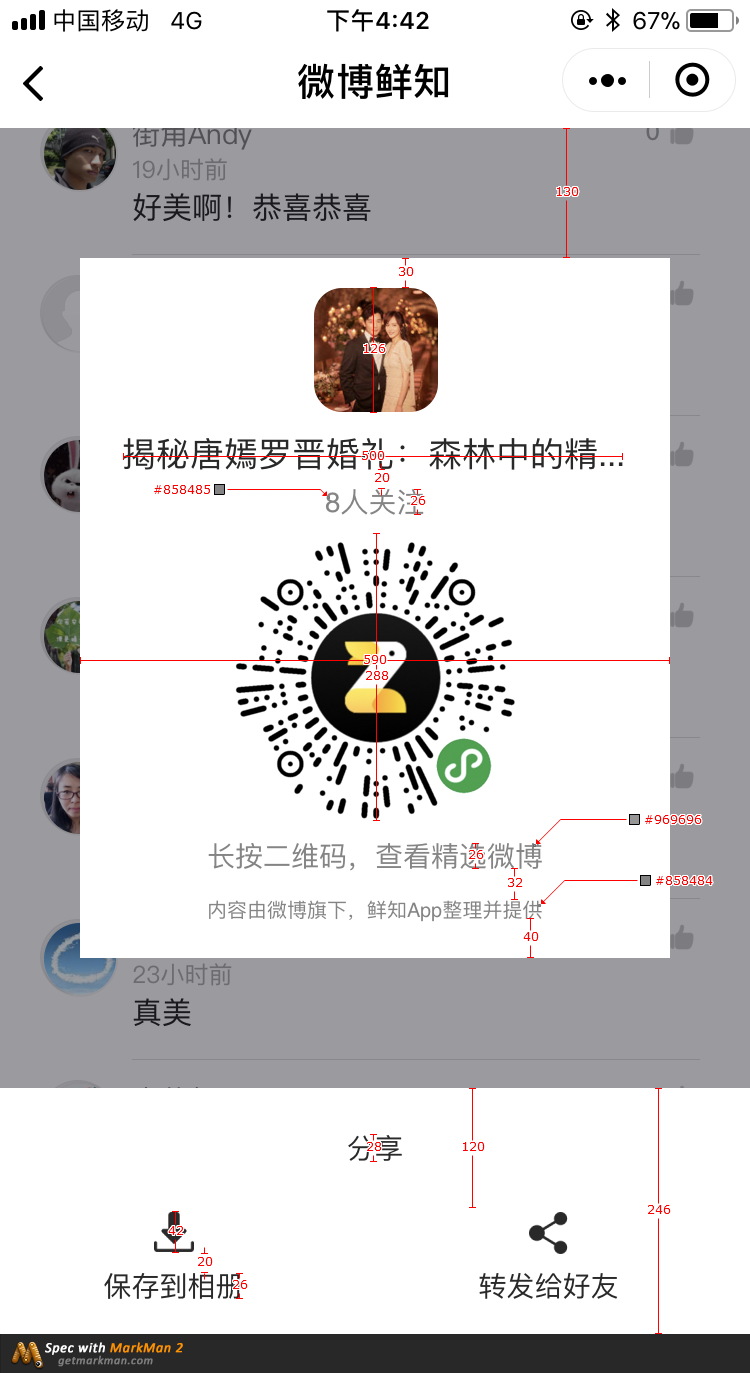 中国移动 4G 下午4:42 67%
微博鲜知
街角Andy 0
130
19小时前
好美啊！恭喜恭喜
30
126
揭秘唐嫣罗晋婚礼：森林中的精...
500
20
#858485
8人关注
26
590
288
#969696
长按二维码，查看精选微博
26
#858484
32
内容由微博旗下，鲜知App整理并提供
40
23小时前
真美
分享
28
120
246
42
20
保存到相册
26
转发给好友
Spec with MarkMan 2
getmarkman.com